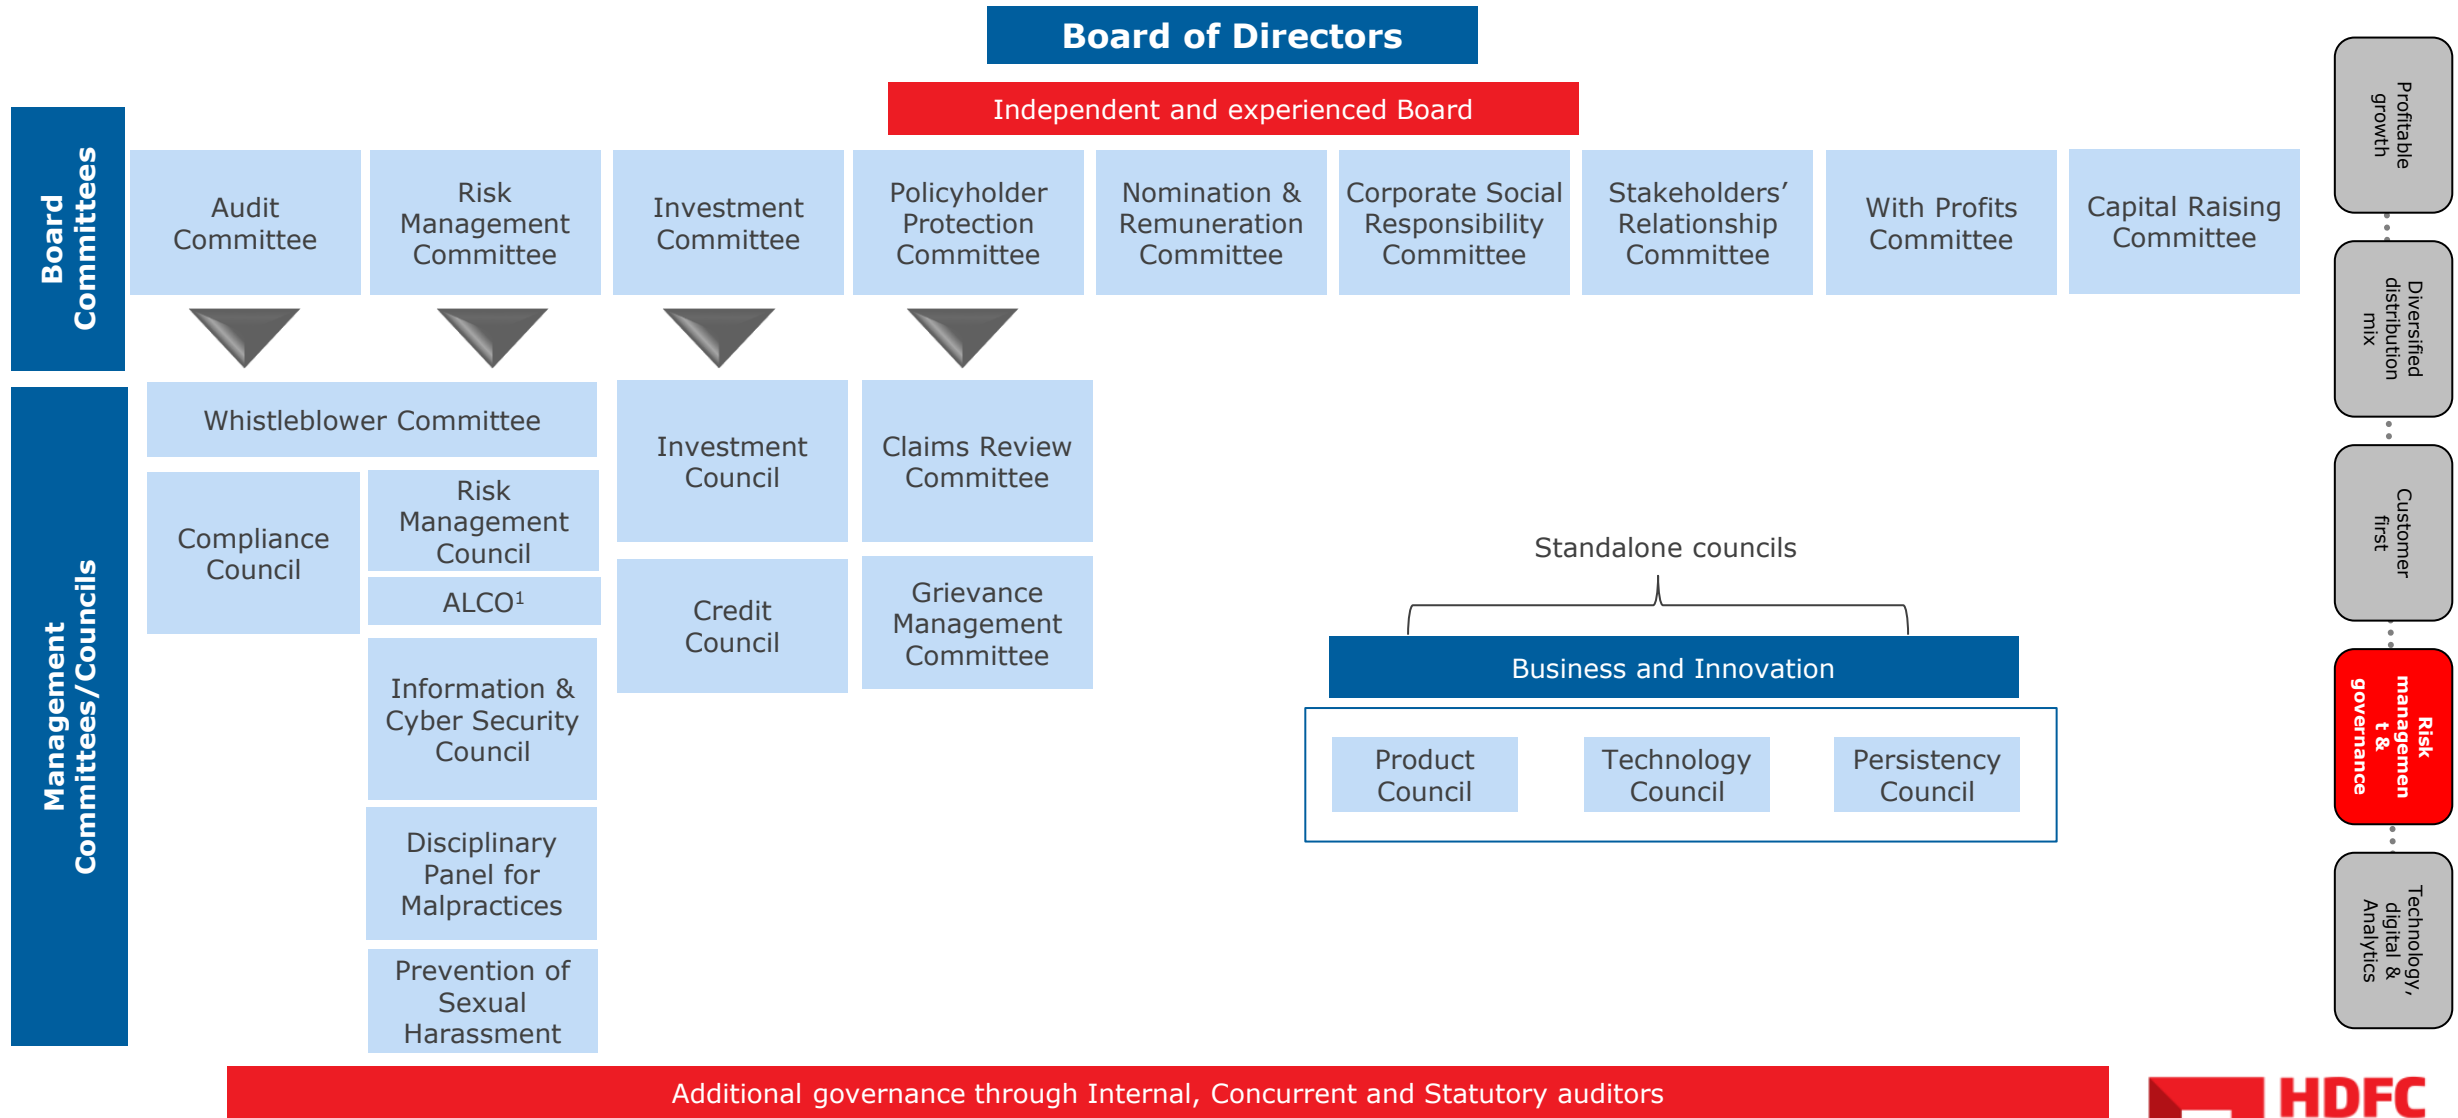 Board of Directors
Independent and experienced Board
Board
Committees
Audit
Committee
Risk
Management
Committee
Investment
Committee
Policyholder
Protection
Committee
Nomination &
Remuneration
Committee
Corporate Social
Responsibility
Committee
Stakeholders’
Relationship
Committee
With Profits
Committee
Capital Raising
Committee
Management
Committees/Councils
Whistleblower Committee
Compliance
Council
Risk
Management
Council
ALCO¹
Information &
Cyber Security
Council
Disciplinary
Panel for
Malpractices
Prevention of
Sexual
Harassment
Investment
Council
Credit
Council
Claims Review
Committee
Grievance
Management
Committee
Standalone councils
Business and Innovation
Product
Council
Technology
Council
Persistency
Council
Additional governance through Internal, Concurrent and Statutory auditors
Profitable
growth
Diversified
distribution
mix
Customer
first
Risk
managemen
t &
governance
Technology,
digital &
Analytics
HDFC